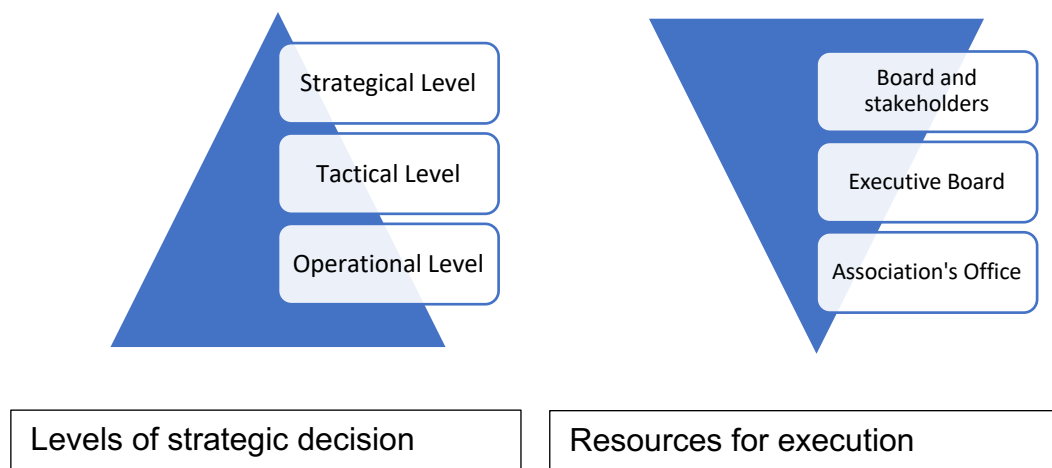 Strategical Level
Tactical Level
Operational Level
Board and
stakeholders
Executive Board
Association's Office
Levels of strategic decision
Resources for execution